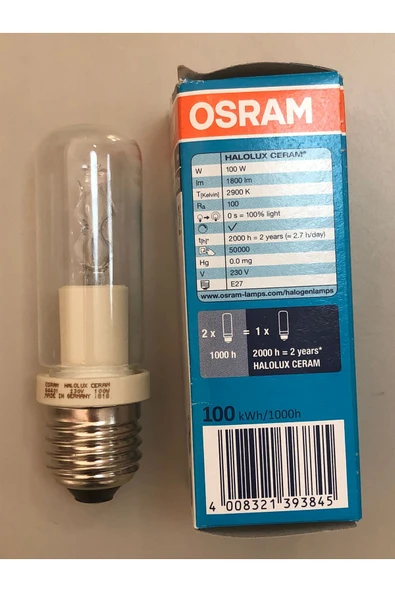 OSRAM
HALOLUX CERAM®
W 100 W
lm 1800 lm
T[Kelvin] 2900 K
Ra 100
0 s = 100% light
t[h] 2000 h = 2 years (= 2.7 h/day)
50000
Hg 0.0 mg
V 230 V
E27
www.osram-lamps.com/halogenlamps
2 x = 1 x
1000 h 2000 h = 2 years*
HALOLUX CERAM
100 kWh/1000h
4 008321 393845
OSRAM HALOLUX CERAM
230V 100W
MADE IN GERMANY